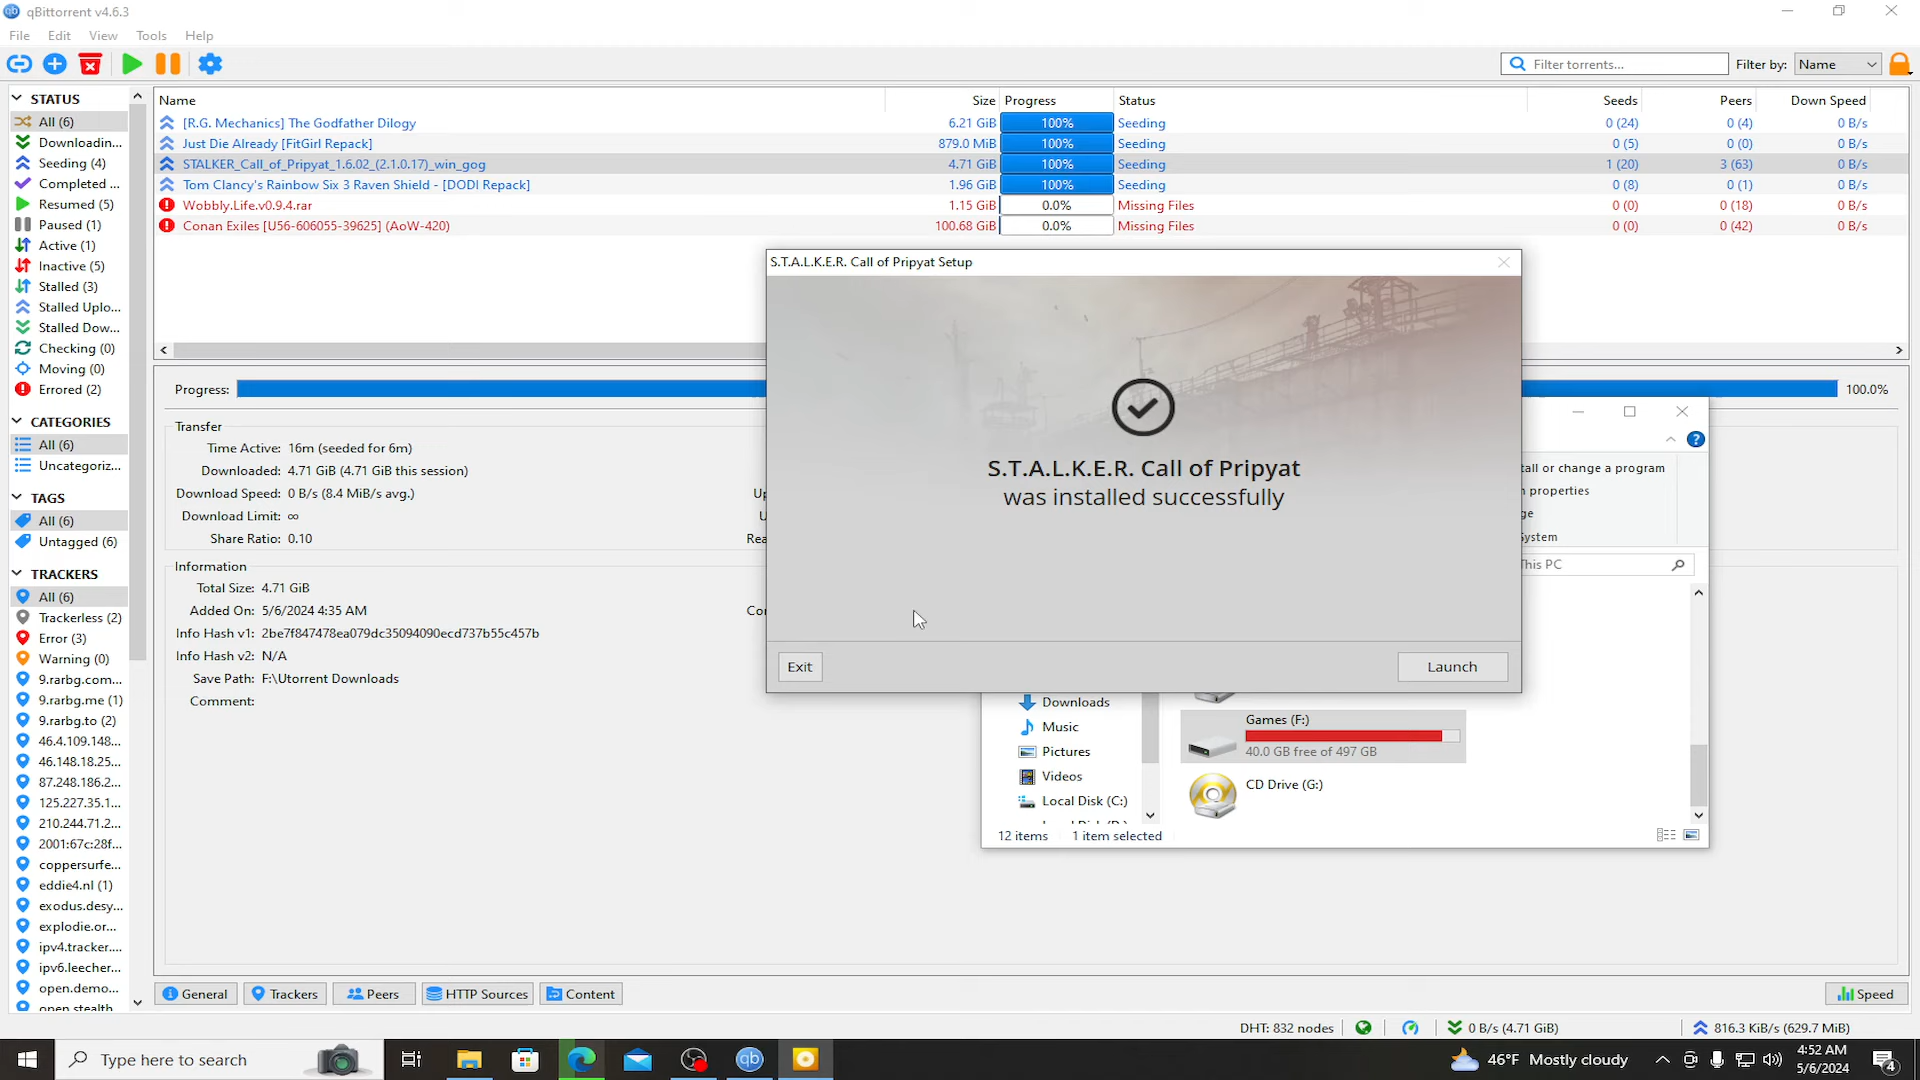 qBittorrent v4.6.3
File Edit View Tools Help
Filter torrents... Filter by: Name
STATUS
All (6)
Downloadin...
Seeding (4)
Completed ...
Resumed (5)
Paused (1)
Active (1)
Inactive (5)
Stalled (3)
Stalled Uplo...
Stalled Dow...
Checking (0)
Moving (0)
Errored (2)
CATEGORIES
All (6)
Uncategoriz...
TAGS
All (6)
Untagged (6)
TRACKERS
All (6)
Trackerless (2)
Error (3)
Warning (0)
9.rarbg.com...
9.rarbg.me (1)
9.rarbg.to (2)
46.4.109.148...
46.148.18.25...
87.248.186.2...
125.227.35.1...
210.244.71.2...
2001:67c:28f...
coppersurfe...
eddie4.nl (1)
exodus.desy...
explodie.or...
ipv4.tracker....
ipv6.leecher...
open.demo...
open.stealth
Name Size Progress Status Seeds Peers Down Speed
[R.G. Mechanics] The Godfather Dilogy 6.21 GiB 100% Seeding 0 (24) 0 (4) 0 B/s
Just Die Already [FitGirl Repack] 879.0 MiB 100% Seeding 0 (5) 0 (0) 0 B/s
STALKER_Call_of_Pripyat_1.6.02_(2.1.0.17)_win_gog 4.71 GiB 100% Seeding 1 (20) 3 (63) 0 B/s
Tom Clancy's Rainbow Six 3 Raven Shield - [DODI Repack] 1.96 GiB 100% Seeding 0 (8) 0 (1) 0 B/s
Wobbly.Life.v0.9.4.rar 1.15 GiB 0.0% Missing Files 0 (0) 0 (18) 0 B/s
Conan Exiles [U56-606055-39625] (AoW-420) 100.68 GiB 0.0% Missing Files 0 (0) 0 (42) 0 B/s
Progress: 100.0%
Transfer
Time Active: 16m (seeded for 6m)
Downloaded: 4.71 GiB (4.71 GiB this session)
Download Speed: 0 B/s (8.4 MiB/s avg.) Up
Download Limit: ∞ U
Share Ratio: 0.10 Rea
Information
Total Size: 4.71 GiB
Added On: 5/6/2024 4:35 AM Cor
Info Hash v1: 2be7f847478ea079dc35094090ecd737b55c457b
Info Hash v2: N/A
Save Path: F:\Utorrent Downloads
Comment:
S.T.A.L.K.E.R. Call of Pripyat Setup
S.T.A.L.K.E.R. Call of Pripyat
was installed successfully
Exit Launch
tall or change a program
n properties
ge
System
This PC
Downloads
Music
Pictures
Videos
Local Disk (C:)
Games (F:)
40.0 GB free of 497 GB
CD Drive (G:)
12 items 1 item selected
General Trackers Peers HTTP Sources Content Speed
DHT: 832 nodes 0 B/s (4.71 GiB) 816.3 KiB/s (629.7 MiB)
Type here to search
46°F Mostly cloudy
4:52 AM
5/6/2024
4